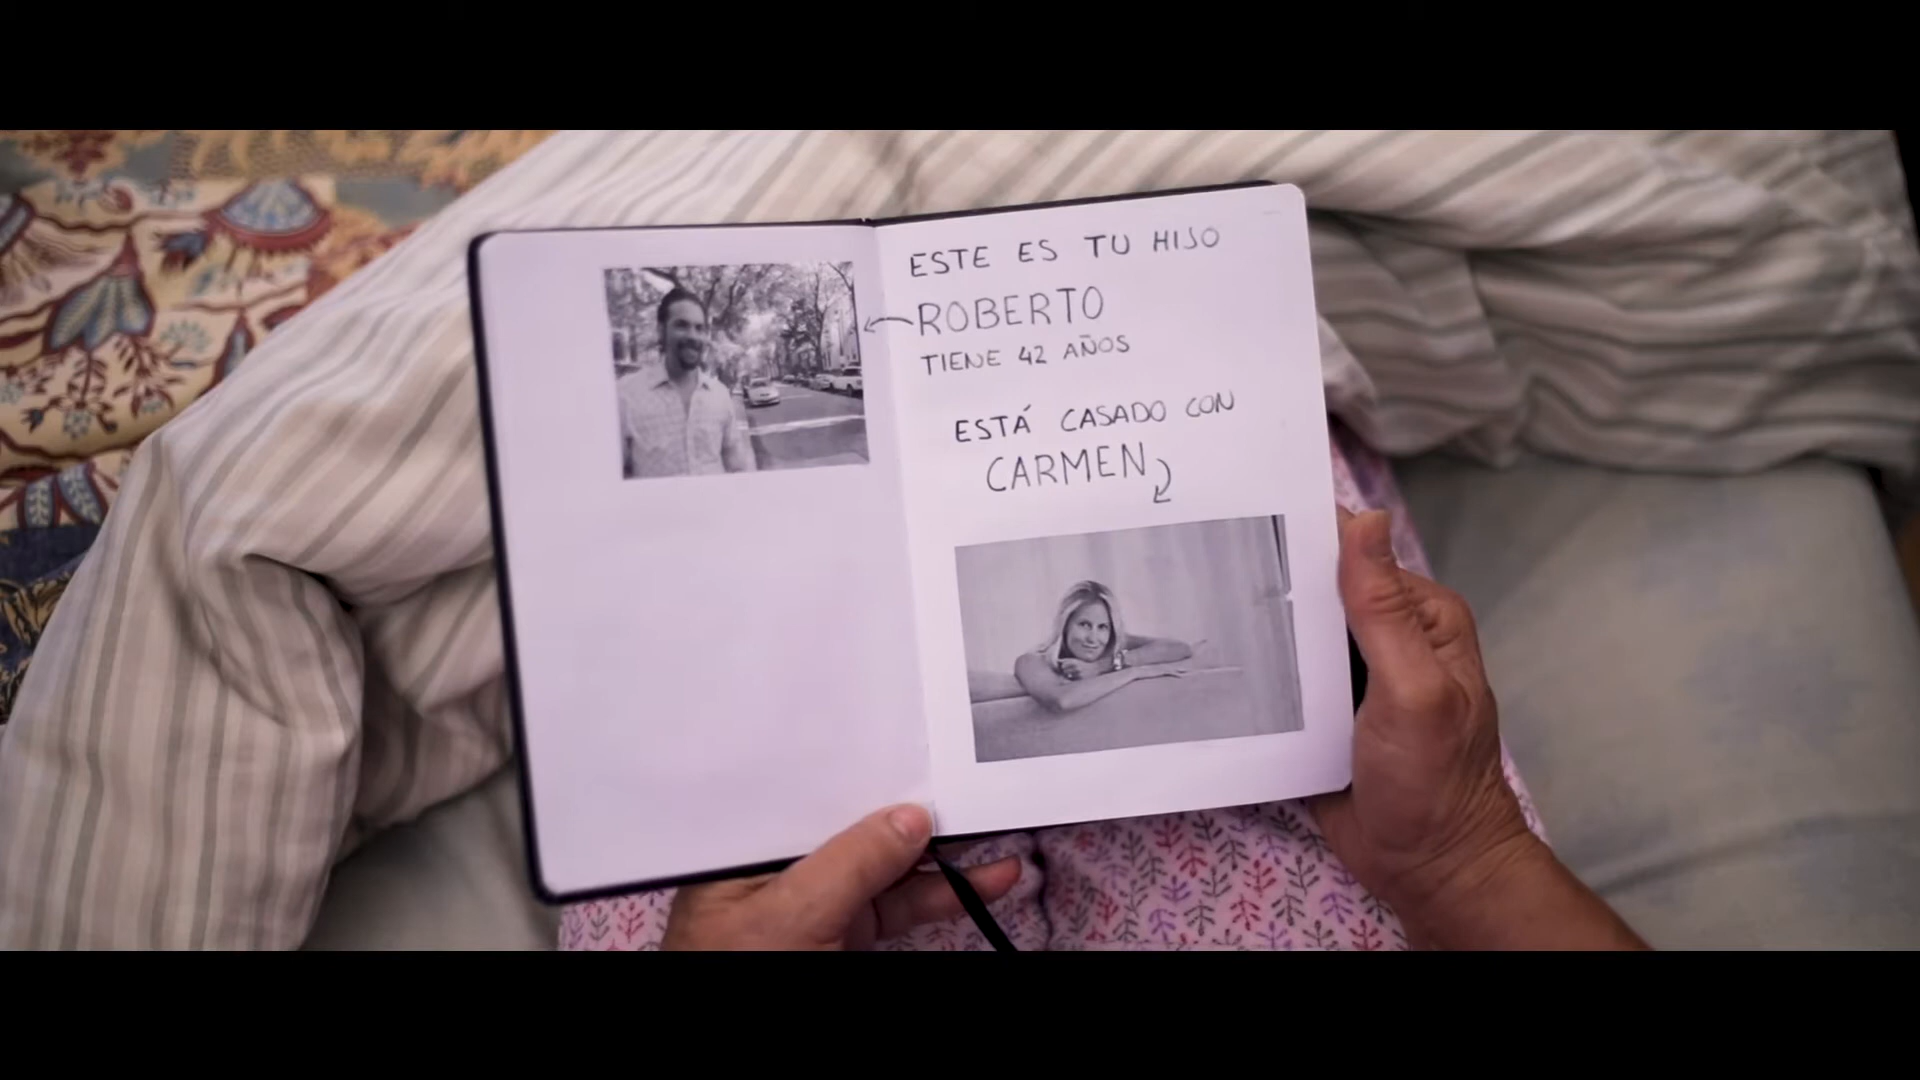 ESTE ES TU HIJO
ROBERTO
TIENE 42 AÑOS
ESTÁ CASADO CON
CARMEN